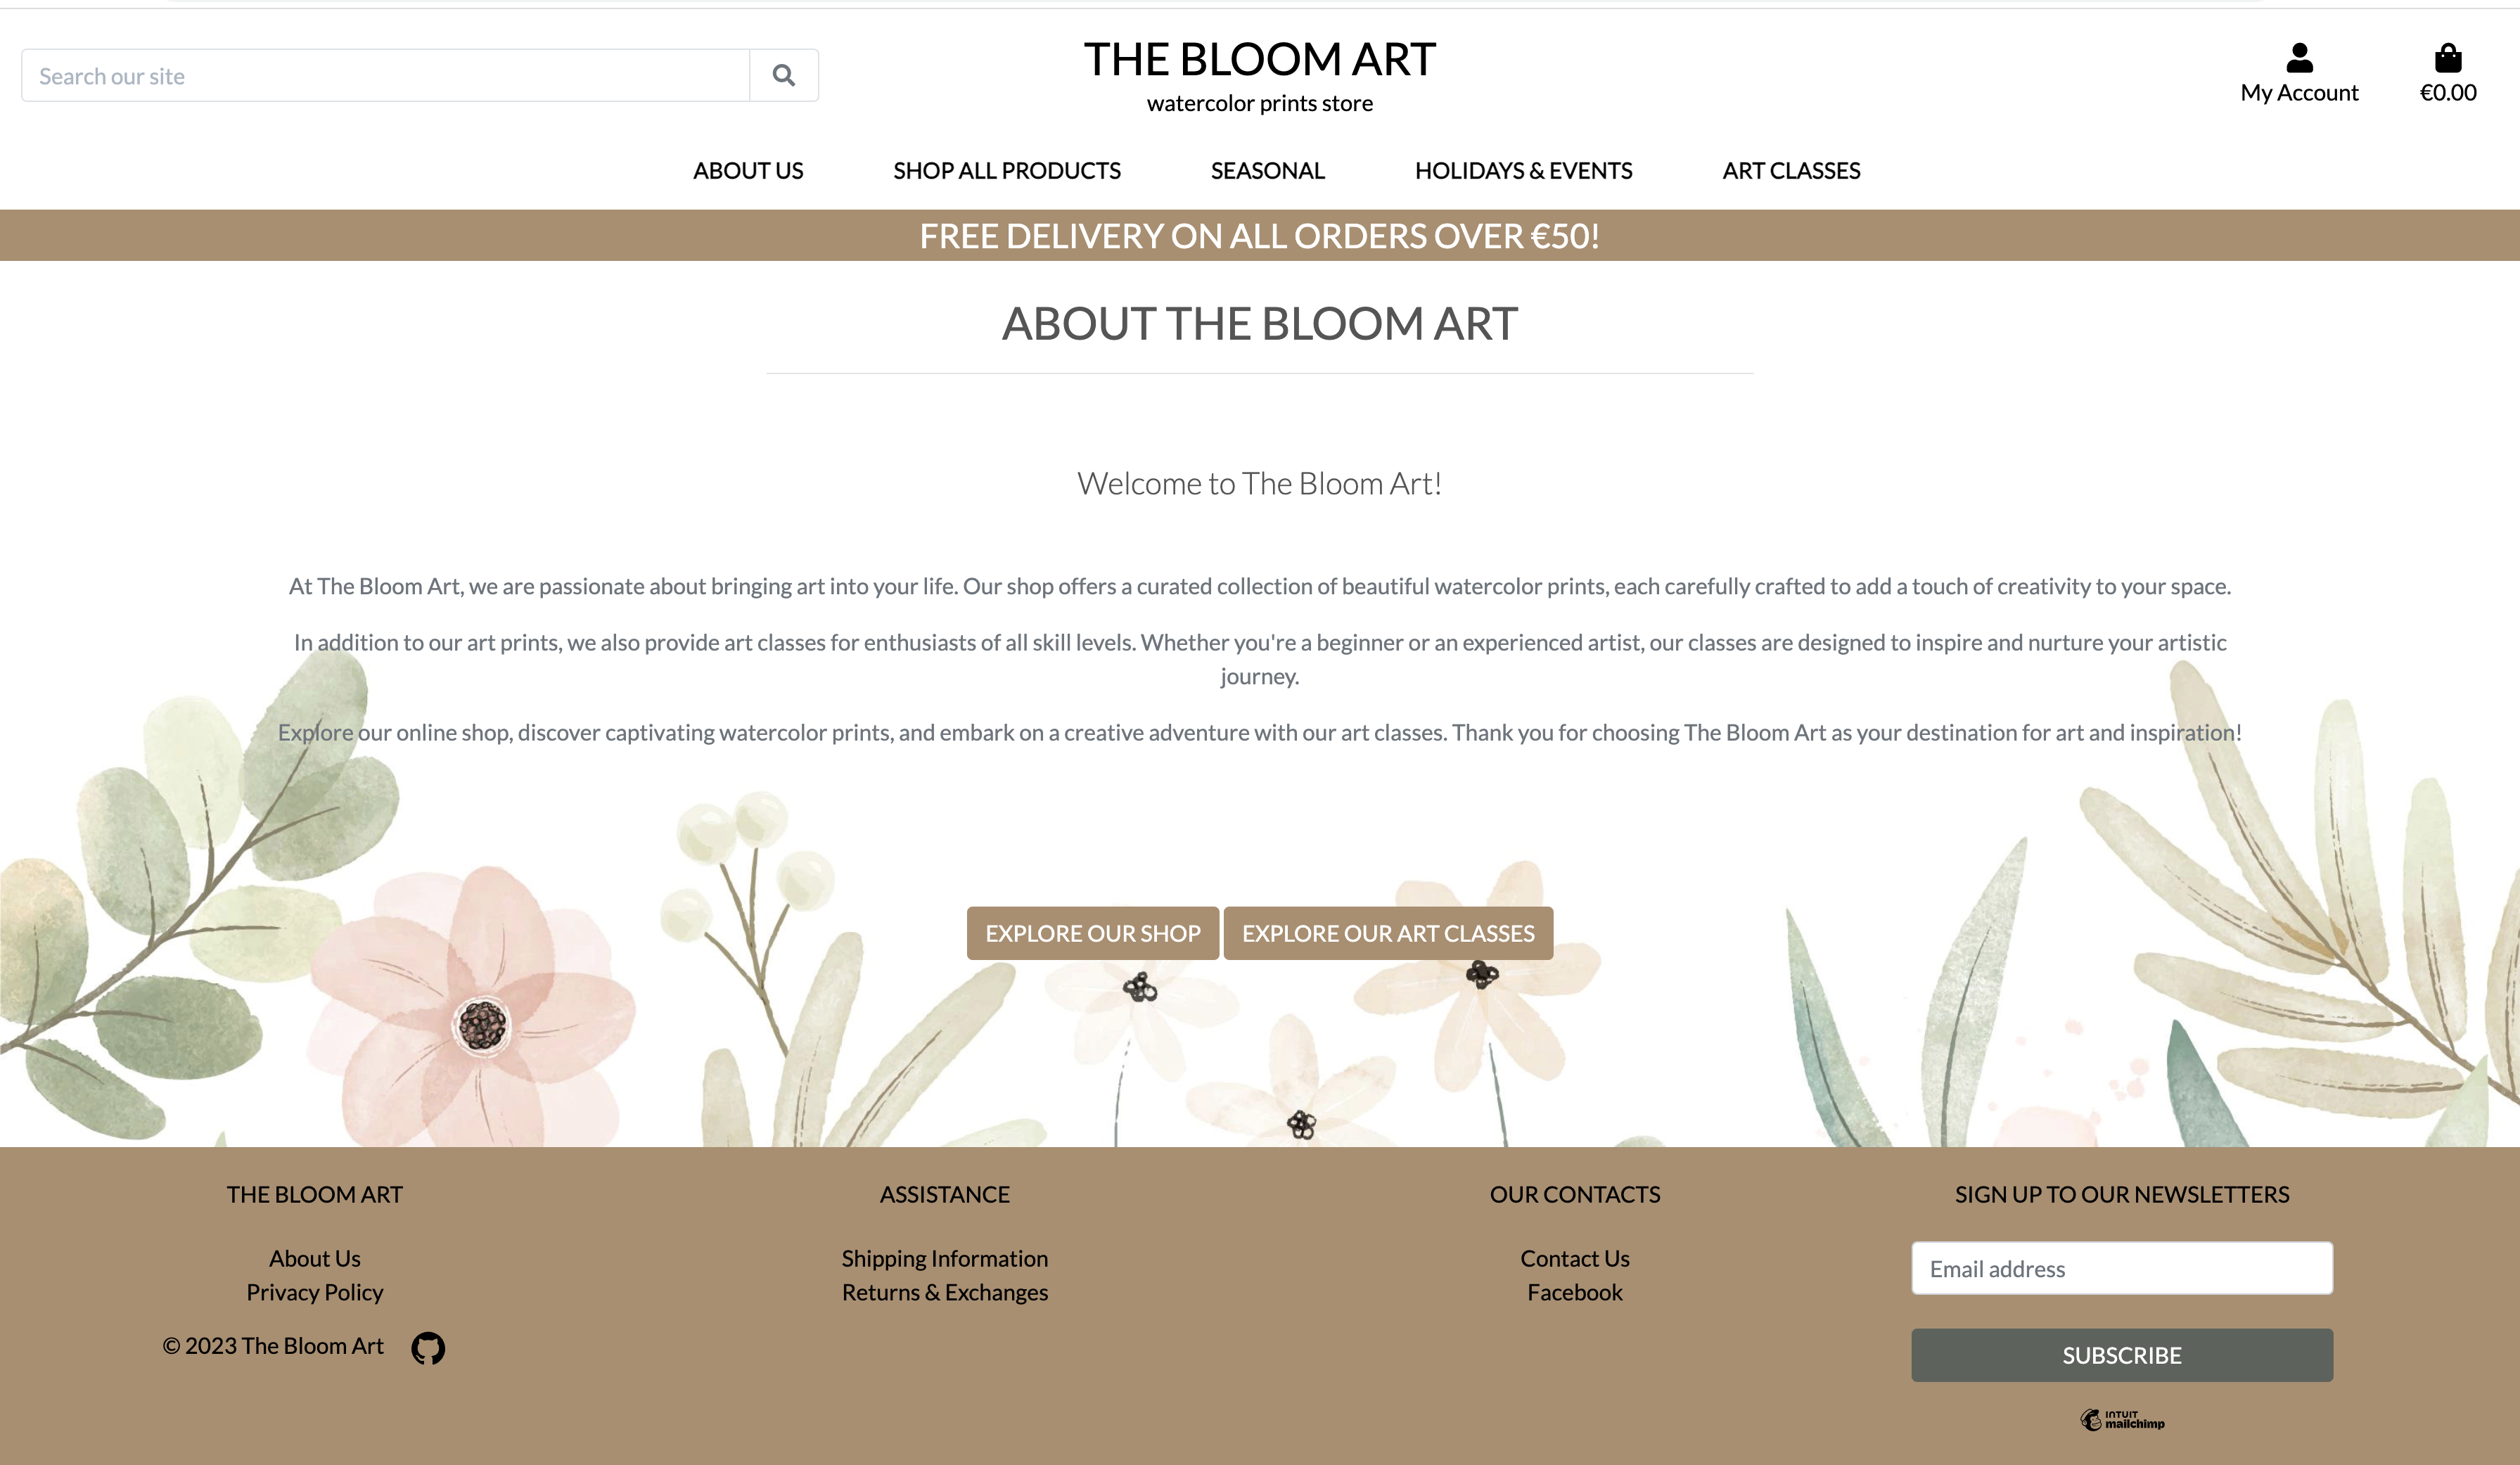 Search our site
THE BLOOM ART
watercolor prints store
My Account
€0.00
ABOUT US
SHOP ALL PRODUCTS
SEASONAL
HOLIDAYS & EVENTS
ART CLASSES
FREE DELIVERY ON ALL ORDERS OVER €50!
ABOUT THE BLOOM ART
Welcome to The Bloom Art!
At The Bloom Art, we are passionate about bringing art into your life. Our shop offers a curated collection of beautiful watercolor prints, each carefully crafted to add a touch of creativity to your space.
In addition to our art prints, we also provide art classes for enthusiasts of all skill levels. Whether you're a beginner or an experienced artist, our classes are designed to inspire and nurture your artistic
journey.
Explore our online shop, discover captivating watercolor prints, and embark on a creative adventure with our art classes. Thank you for choosing The Bloom Art as your destination for art and inspiration!
EXPLORE OUR SHOP
EXPLORE OUR ART CLASSES
THE BLOOM ART
About Us
Privacy Policy
© 2023 The Bloom Art
ASSISTANCE
Shipping Information
Returns & Exchanges
OUR CONTACTS
Contact Us
Facebook
SIGN UP TO OUR NEWSLETTERS
Email address
SUBSCRIBE
INTUIT
mailchimp